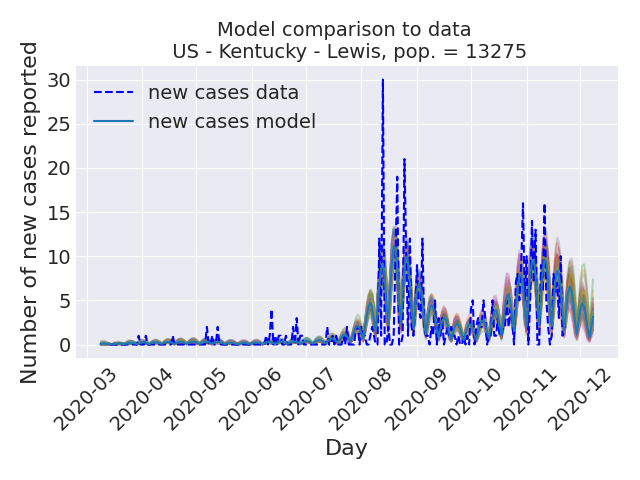 Model comparison to data
US - Kentucky - Lewis, pop. = 13275
Number of new cases reported
30
25
20
15
10
5
0
new cases data
new cases model
2020-03
2020-04
2020-05
2020-06
2020-07
2020-08
2020-09
2020-10
2020-11
2020-12
Day